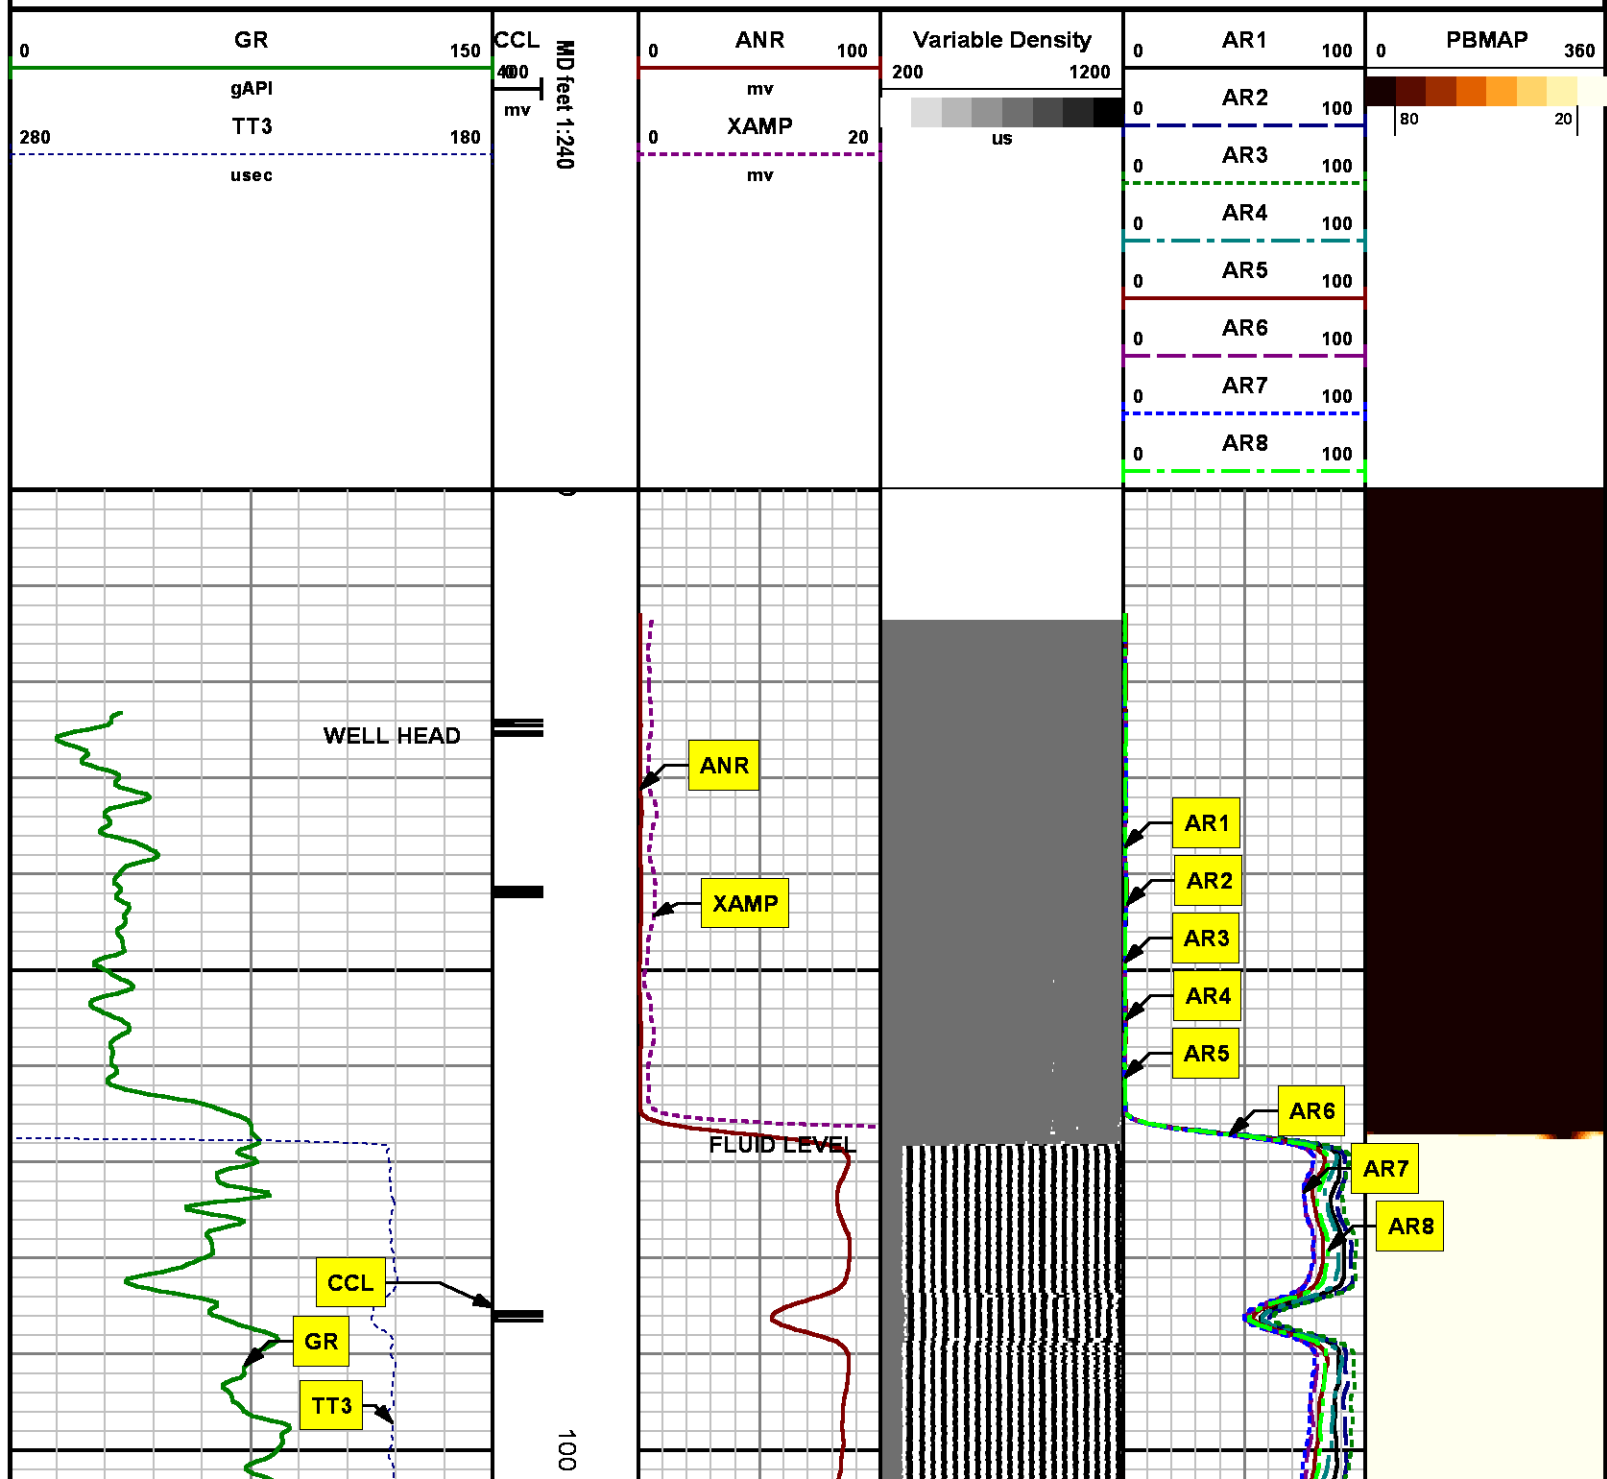 GR
0 150
gAPI
TT3
280 180
usec
CCL
400
mv
MD feet 1:240
ANR
0 100
mv
XAMP
0 20
mv
Variable Density
200 1200
us
AR1
0 100
AR2
0 100
AR3
0 100
AR4
0 100
AR5
0 100
AR6
0 100
AR7
0 100
AR8
0 100
PBMAP
0 360
80 20
WELL HEAD
ANR
AR1
AR2
XAMP
AR3
AR4
AR5
AR6
FLUID LEVEL
AR7
AR8
CCL
GR
TT3
100